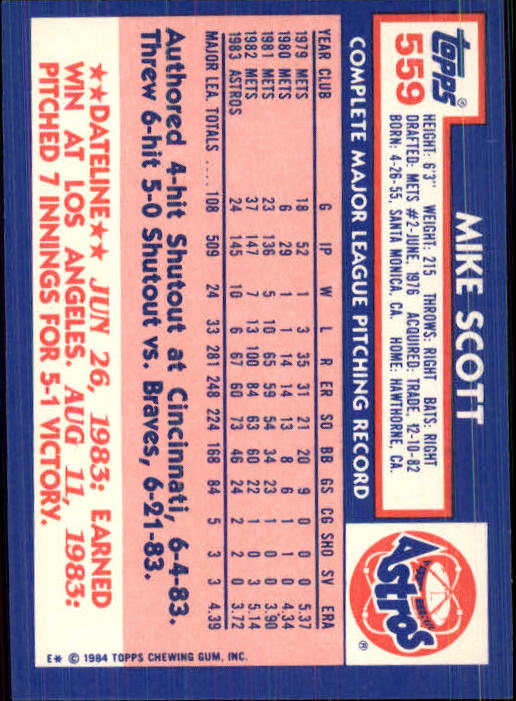 topps®
559
MIKE SCOTT
HEIGHT: 6'3" WEIGHT: 215 THROWS: RIGHT BATS: RIGHT
DRAFTED: METS #2-JUNE, 1976 ACQUIRED: TRADE, 12-10-82
BORN: 4-26-55, SANTA MONICA, CA. HOME: HAWTHORNE, CA.
Astros
®
COMPLETE MAJOR LEAGUE PITCHING RECORD
YEAR CLUB G IP W L R ER SO BB GS CG SHO SV ERA
1979 METS 18 52 1 3 35 31 21 20 9 0 0 0 5.37
1980 METS 6 29 1 1 14 14 13 8 6 1 1 0 4.34
1981 METS 23 136 5 10 65 59 54 34 23 1 0 0 3.90
1982 METS 37 147 7 13 100 84 63 60 22 1 0 3 5.14
1983 ASTROS 24 145 10 6 67 60 73 46 24 2 2 0 3.72
MAJOR LEA. TOTALS .... 108 509 24 33 281 248 224 168 84 5 3 3 4.39
Authored 4-hit Shutout at Cincinnati, 6-4-83.
Threw 6-hit 5-0 Shutout vs. Braves, 6-21-83.
★★DATELINE★★ JUN 26, 1983: EARNED
WIN AT LOS ANGELES. AUG 11, 1983:
PITCHED 7 INNINGS FOR 5-1 VICTORY.
E* © 1984 TOPPS CHEWING GUM, INC.